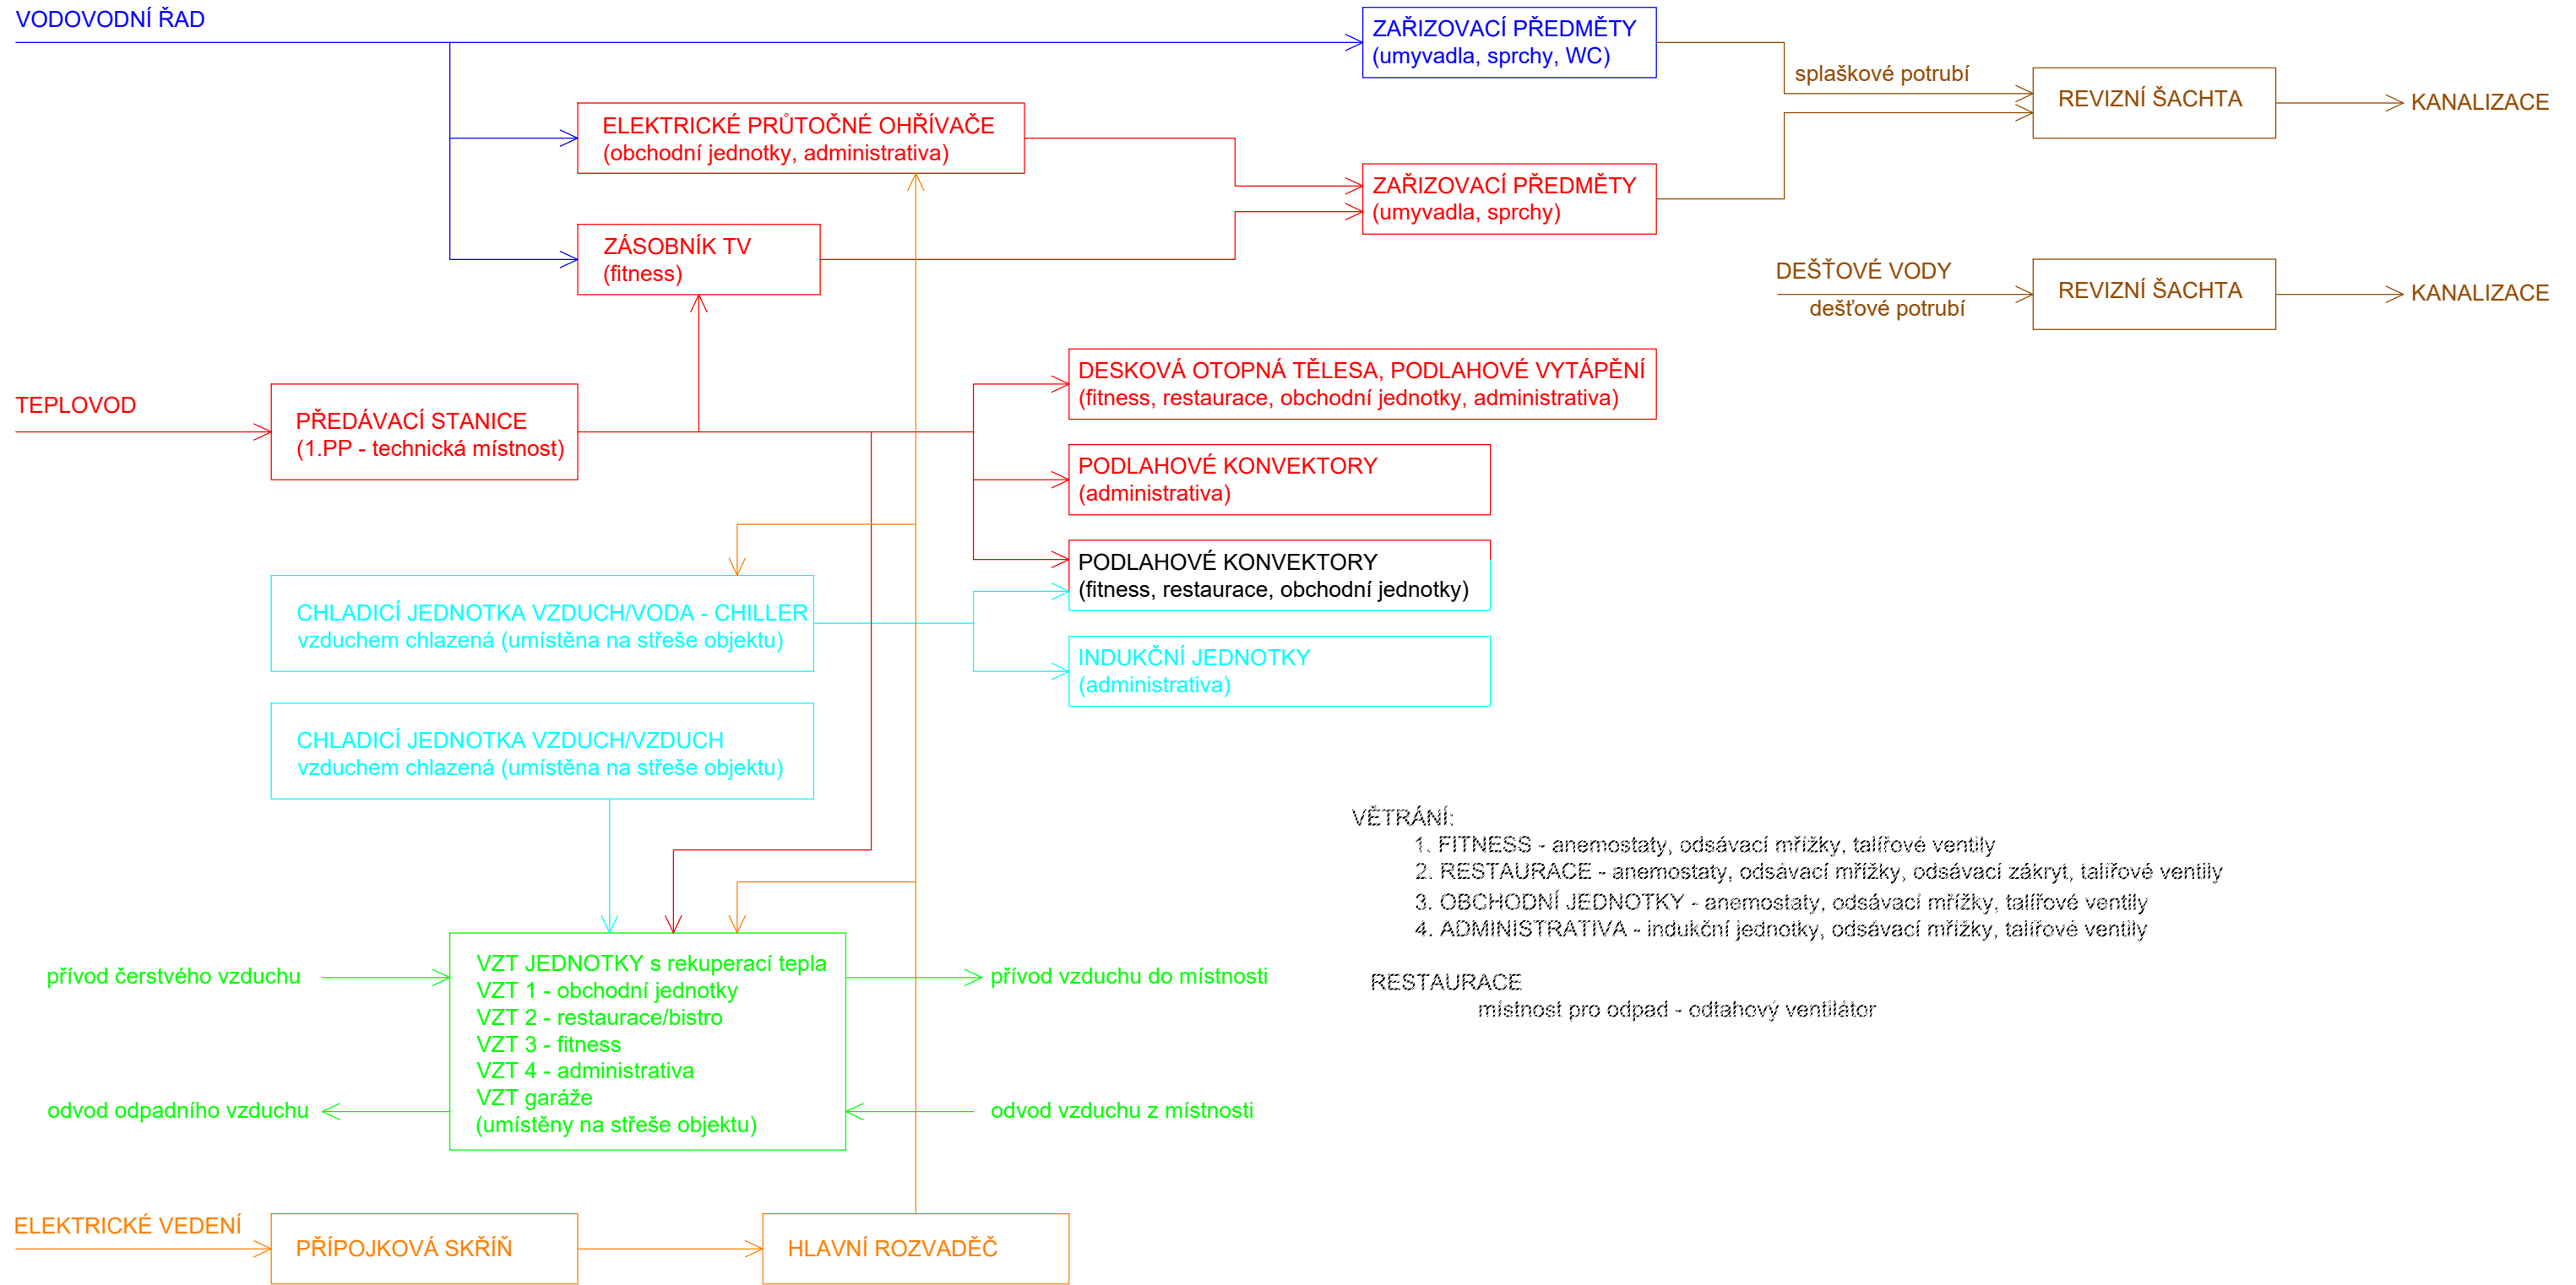 VODOVODNÍ ŘAD
ZAŘIZOVACÍ PŘEDMĚTY
(umyvadla, sprchy, WC)
splaškové potrubí
REVIZNÍ ŠACHTA
KANALIZACE
ELEKTRICKÉ PRŮTOČNÉ OHŘÍVAČE
(obchodní jednotky, administrativa)
ZAŘIZOVACÍ PŘEDMĚTY
(umyvadla, sprchy)
ZÁSOBNÍK TV
(fitness)
DEŠŤOVÉ VODY
dešťové potrubí
REVIZNÍ ŠACHTA
KANALIZACE
TEPLOVOD
PŘEDÁVACÍ STANICE
(1.PP - technická místnost)
DESKOVÁ OTOPNÁ TĚLESA, PODLAHOVÉ VYTÁPĚNÍ
(fitness, restaurace, obchodní jednotky, administrativa)
PODLAHOVÉ KONVEKTORY
(administrativa)
PODLAHOVÉ KONVEKTORY
(fitness, restaurace, obchodní jednotky)
CHLADICÍ JEDNOTKA VZDUCH/VODA - CHILLER
vzduchem chlazená (umístěna na střeše objektu)
INDUKČNÍ JEDNOTKY
(administrativa)
CHLADICÍ JEDNOTKA VZDUCH/VZDUCH
vzduchem chlazená (umístěna na střeše objektu)
VĚTRÁNÍ:
1. FITNESS - anemostaty, odsávací mřížky, talířové ventily
2. RESTAURACE - anemostaty, odsávací mřížky, odsávací zákryt, talířové ventily
3. OBCHODNÍ JEDNOTKY - anemostaty, odsávací mřížky, talířové ventily
4. ADMINISTRATIVA - indukční jednotky, odsávací mřížky, talířové ventily
RESTAURACE
místnost pro odpad - odtahový ventilátor
přívod čerstvého vzduchu
odvod odpadního vzduchu
VZT JEDNOTKY s rekuperací tepla
VZT 1 - obchodní jednotky
VZT 2 - restaurace/bistro
VZT 3 - fitness
VZT 4 - administrativa
VZT garáže
(umístěny na střeše objektu)
přívod vzduchu do místnosti
odvod vzduchu z místnosti
ELEKTRICKÉ VEDENÍ
PŘÍPOJKOVÁ SKŘÍŇ
HLAVNÍ ROZVADĚČ